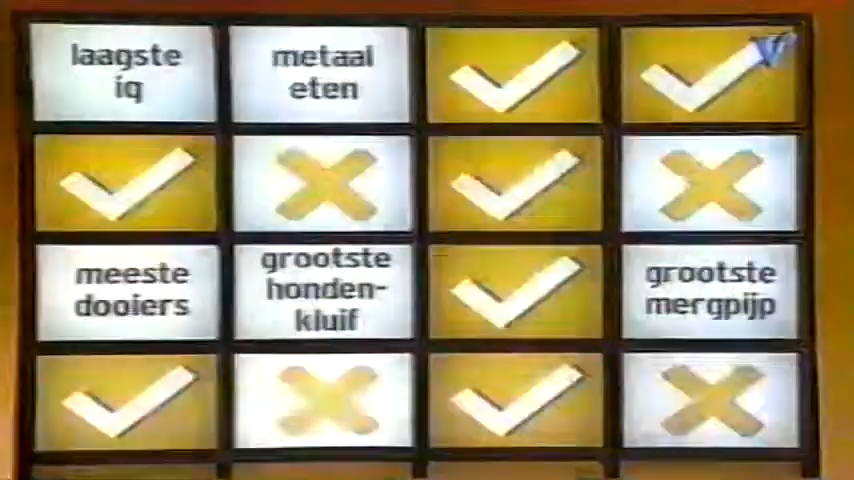 laagste
iq
metaal
eten
meeste
dooiers
grootste
honden-
kluif
grootste
mergpijp